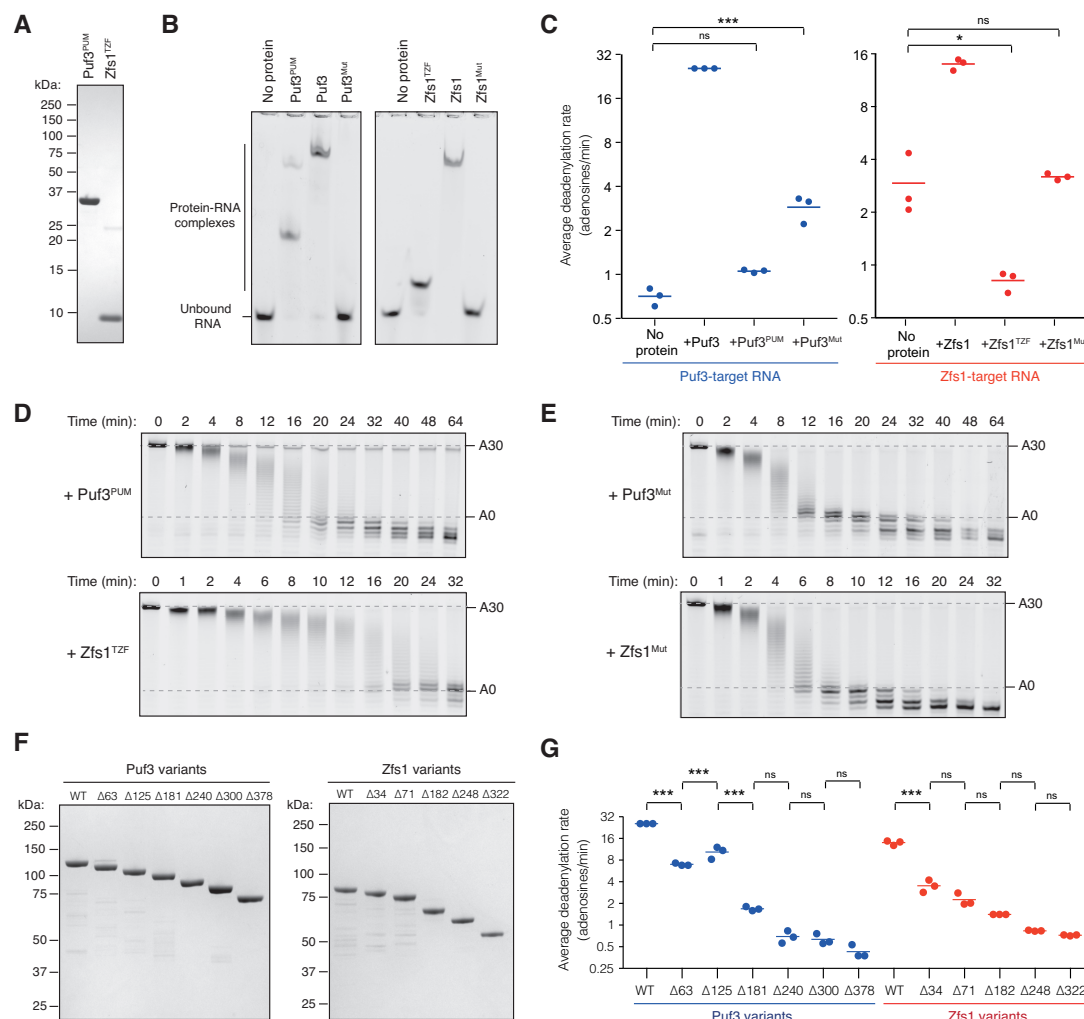 A
Puf3PUM
Zfs1TZF
kDa:
250
150
100
75
50
37
25
20
15
10
B
No protein
Puf3PUM
Puf3
Puf3Mut
No protein
Zfs1TZF
Zfs1
Zfs1Mut
Protein-RNA
complexes
Unbound
RNA
C
***
ns
ns
*
Average deadenylation rate
(adenosines/min)
32
16
8
4
2
1
0.5
16
8
4
2
1
0.5
No protein
+Puf3
+Puf3PUM
+Puf3Mut
Puf3-target RNA
No protein
+Zfs1
+Zfs1TZF
+Zfs1Mu
Zfs1-target RNA
D
Time (min): 0 2 4 8 12 16 20 24 32 40 48 64
+ Puf3PUM
A30
A0
Time (min): 0 1 2 4 6 8 10 12 16 20 24 32
+ Zfs1TZF
A30
A0
E
Time (min): 0 2 4 8 12 16 20 24 32 40 48 64
+ Puf3Mut
A30
A0
Time (min): 0 1 2 4 6 8 10 12 16 20 24 32
+ Zfs1Mut
A30
A0
F
Puf3 variants
WT Δ63 Δ125 Δ181 Δ240 Δ300 Δ378
kDa:
250
150
100
75
50
37
25
Zfs1 variants
WT Δ34 Δ71 Δ182 Δ248 Δ322
kDa:
250
150
100
75
50
37
25
G
*** *** *** ns ns ns
*** ns ns ns ns
Average deadenylation rate
(adenosines/min)
32
16
8
4
2
1
0.5
0.25
WT Δ63 Δ125 Δ181 Δ240 Δ300 Δ378 WT Δ34 Δ71 Δ182 Δ248 Δ322
Puf3 variants
Zfs1 variants